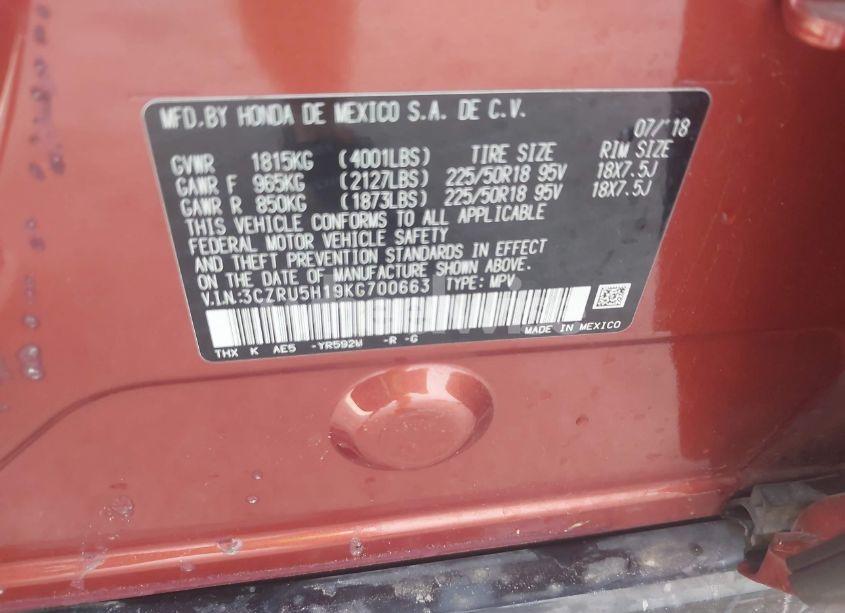 MFD.BY HONDA DE MEXICO S.A. DE C.V.
07/'18
GVWR 1815KG (4001LBS) TIRE SIZE RIM SIZE
GAWR F 965KG (2127LBS) 225/50R18 95V 18X7.5J
GAWR R 850KG (1873LBS) 225/50R18 95V 18X7.5J
THIS VEHICLE CONFORMS TO ALL APPLICABLE
FEDERAL MOTOR VEHICLE SAFETY
AND THEFT PREVENTION STANDARDS IN EFFECT
ON THE DATE OF MANUFACTURE SHOWN ABOVE.
V.I.N.:3CZRU5H19KG700663 TYPE: MPV
MADE IN MEXICO
THX K AE5 -YR592M -R -G